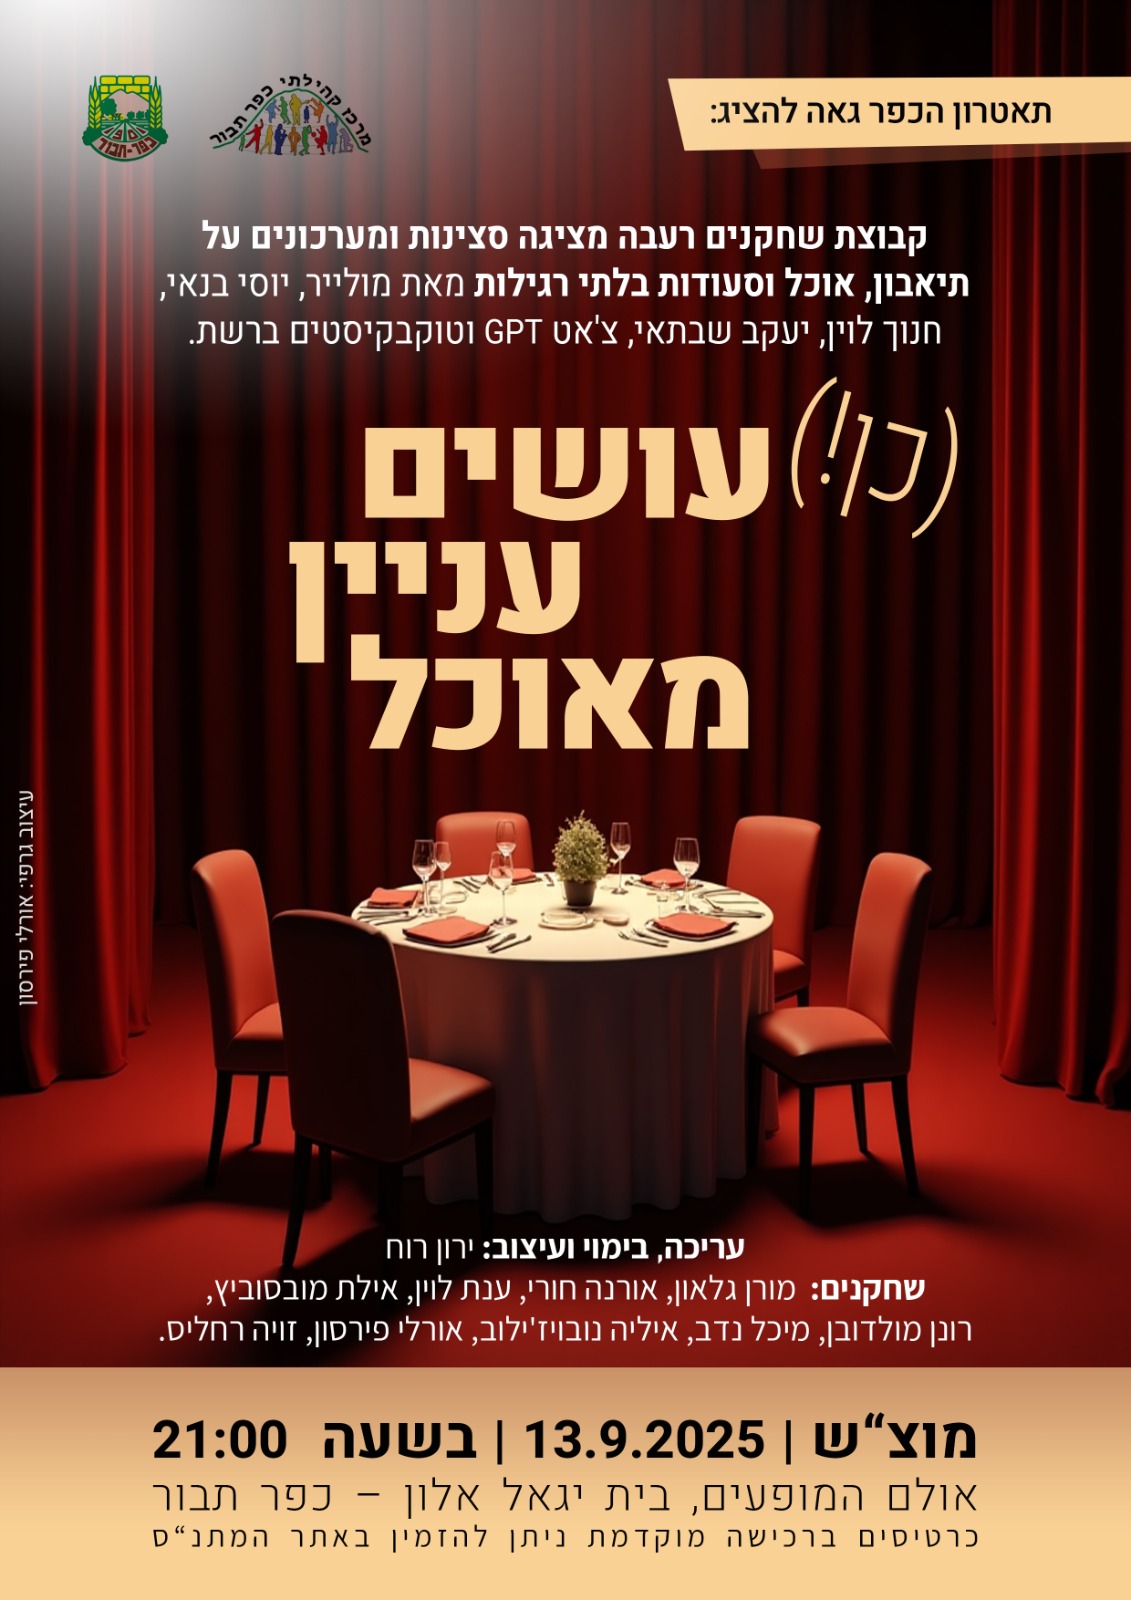 מרכז קהילתי כפר תבור
1901
כפר-תבור
תאטרון הכפר גאה להציג:
קבוצת שחקנים רעבה מציגה סצינות ומערכונים על
תיאבון, אוכל וסעודות בלתי רגילות מאת מולייר, יוסי בנאי,
חנוך לוין, יעקב שבתאי, צ'אט GPT וטוקבקיסטים ברשת.
(כן!) עושים
עניין
מאוכל
עיצוב גרפי: אורלי פירסון
עריכה, בימוי ועיצוב: ירון רוח
שחקנים: מורן גלאון, אורנה חורי, ענת לוין, אילת מובסוביץ,
רונן מולדובן, מיכל נדב, איליה נובויז'ילוב, אורלי פירסון, זויה רחליס.
מוצ“ש | 13.9.2025 | בשעה 21:00
אולם המופעים, בית יגאל אלון – כפר תבור
כרטיסים ברכישה מוקדמת ניתן להזמין באתר המתנ“ס